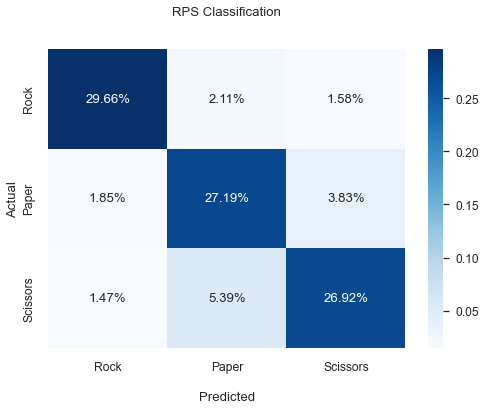 RPS Classification
Rock
29.66%
2.11%
1.58%
Paper
1.85%
27.19%
3.83%
Scissors
1.47%
5.39%
26.92%
Actual
Rock
Paper
Scissors
Predicted
0.25
0.20
0.15
0.10
0.05